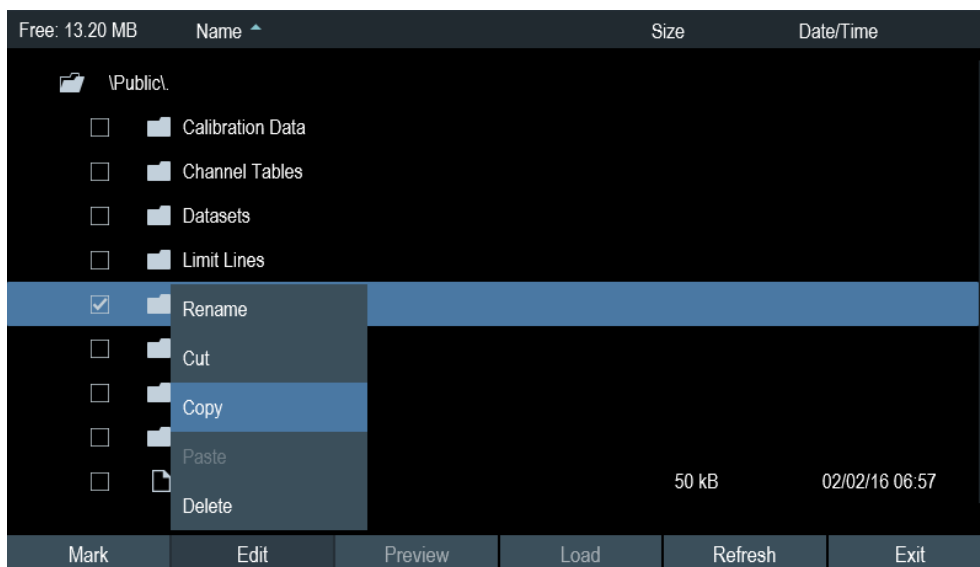 Free: 13.20 MB Name Size Date/Time
\Public\.
Calibration Data
Channel Tables
Datasets
Limit Lines
Rename
Cut
Copy
Paste
50 kB 02/02/16 06:57
Delete
Mark Edit Preview Load Refresh Exit